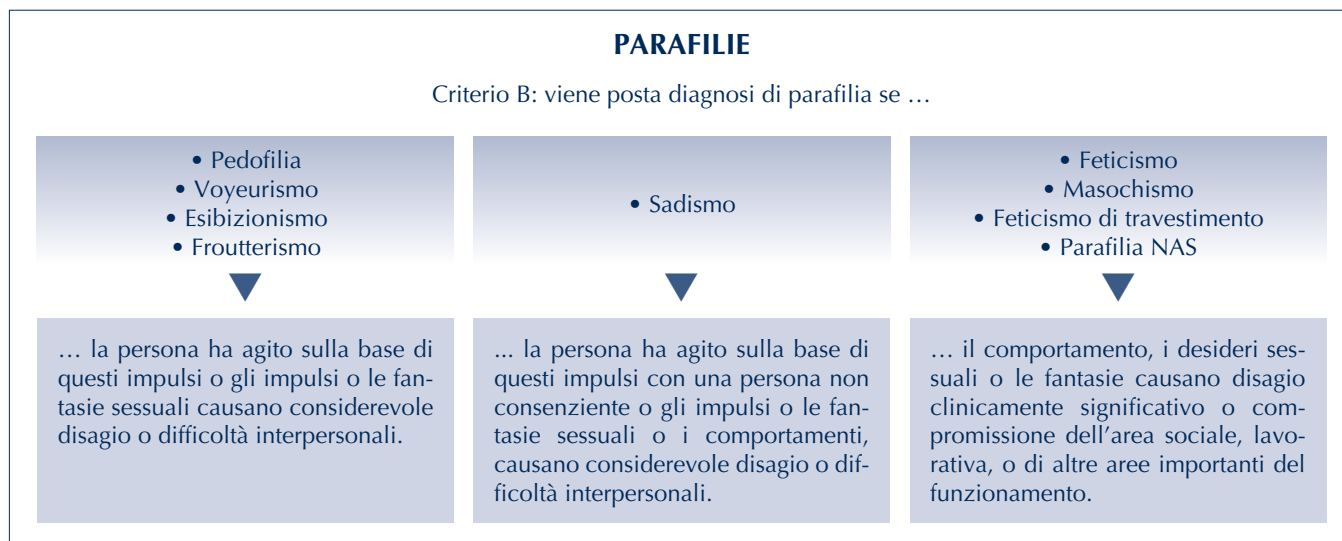 PARAFILIE
Criterio B: viene posta diagnosi di parafilia se …
• Pedofilia
• Voyeurismo
• Esibizionismo
• Froutterismo
… la persona ha agito sulla base di
questi impulsi o gli impulsi o le fan-
tasie sessuali causano considerevole
disagio o difficoltà interpersonali.
• Sadismo
... la persona ha agito sulla base di
questi impulsi con una persona non
consenziente o gli impulsi o le fan-
tasie sessuali o i comportamenti,
causano considerevole disagio o dif-
ficoltà interpersonali.
• Feticismo
• Masochismo
• Feticismo di travestimento
• Parafilia NAS
… il comportamento, i desideri ses-
suali o le fantasie causano disagio
clinicamente significativo o com-
promissione dell’area sociale, lavo-
rativa, o di altre aree importanti del
funzionamento.